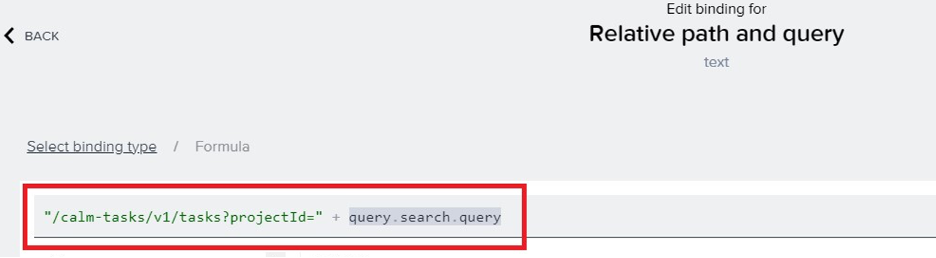 Edit binding for
BACK
Relative path and query
text
Select binding type / Formula
"/calm-tasks/v1/tasks?projectId=" + query.search.query